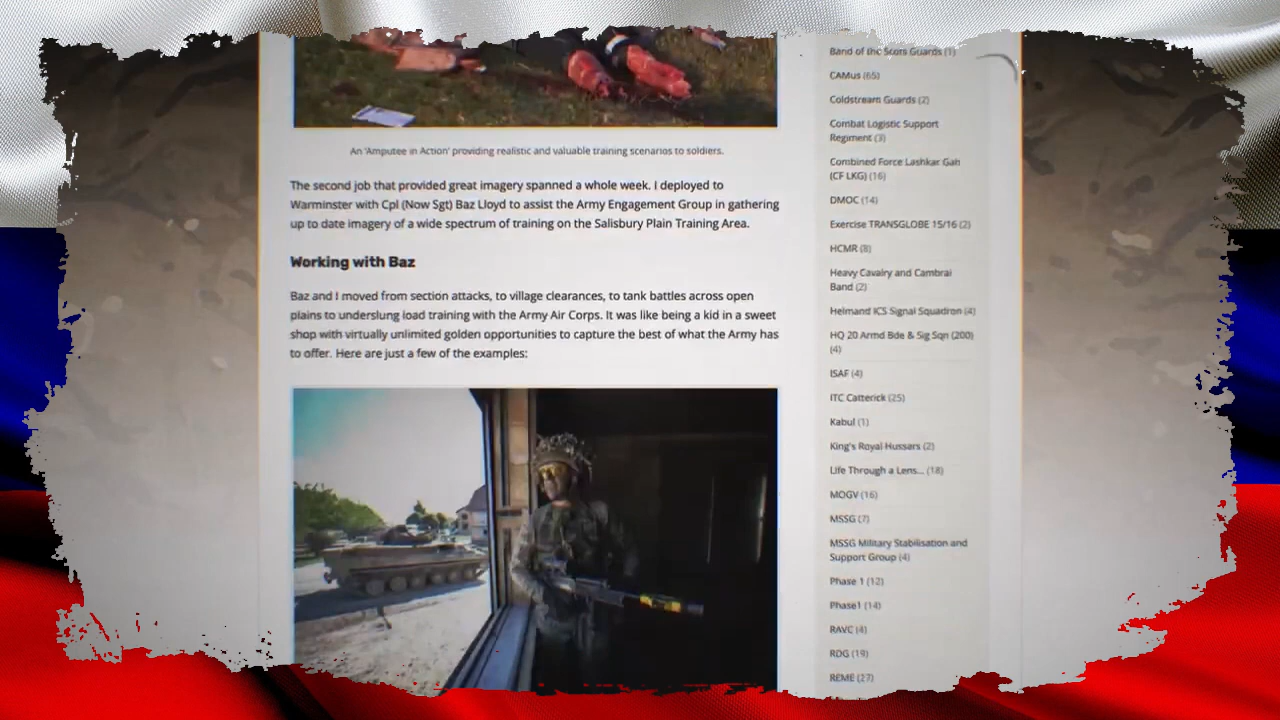 An 'Amputee in Action' providing realistic and valuable training scenarios to soldiers.
The second job that provided great imagery spanned a whole week. I deployed to
Warminster with Cpl (Now Sgt) Baz Lloyd to assist the Army Engagement Group in gathering
up to date imagery of a wide spectrum of training on the Salisbury Plain Training Area.
Working with Baz
Baz and I moved from section attacks, to village clearances, to tank battles across open
plains to underslung load training with the Army Air Corps. It was like being a kid in a sweet
shop with virtually unlimited golden opportunities to capture the best of what the Army has
to offer. Here are just a few of the examples:
Band of the Scots Guards (1)
CAMus (65)
Coldstream Guards (2)
Combat Logistic Support
Regiment (3)
Combined Force Lashkar Gah
(CF LKG) (16)
DMOC (14)
Exercise TRANSGLOBE 15/16 (2)
HCMR (8)
Heavy Cavalry and Cambrai
Band (2)
Helmand ICS Signal Squadron (4)
HQ 20 Armd Bde & Sig Sqn (200)
(4)
ISAF (4)
ITC Catterick (25)
Kabul (1)
King's Royal Hussars (2)
Life Through a Lens... (18)
MOGV (16)
MSSG (7)
MSSG Military Stabilisation and
Support Group (4)
Phase 1 (12)
Phase1 (14)
RAVC (4)
RDG (19)
REME (27)